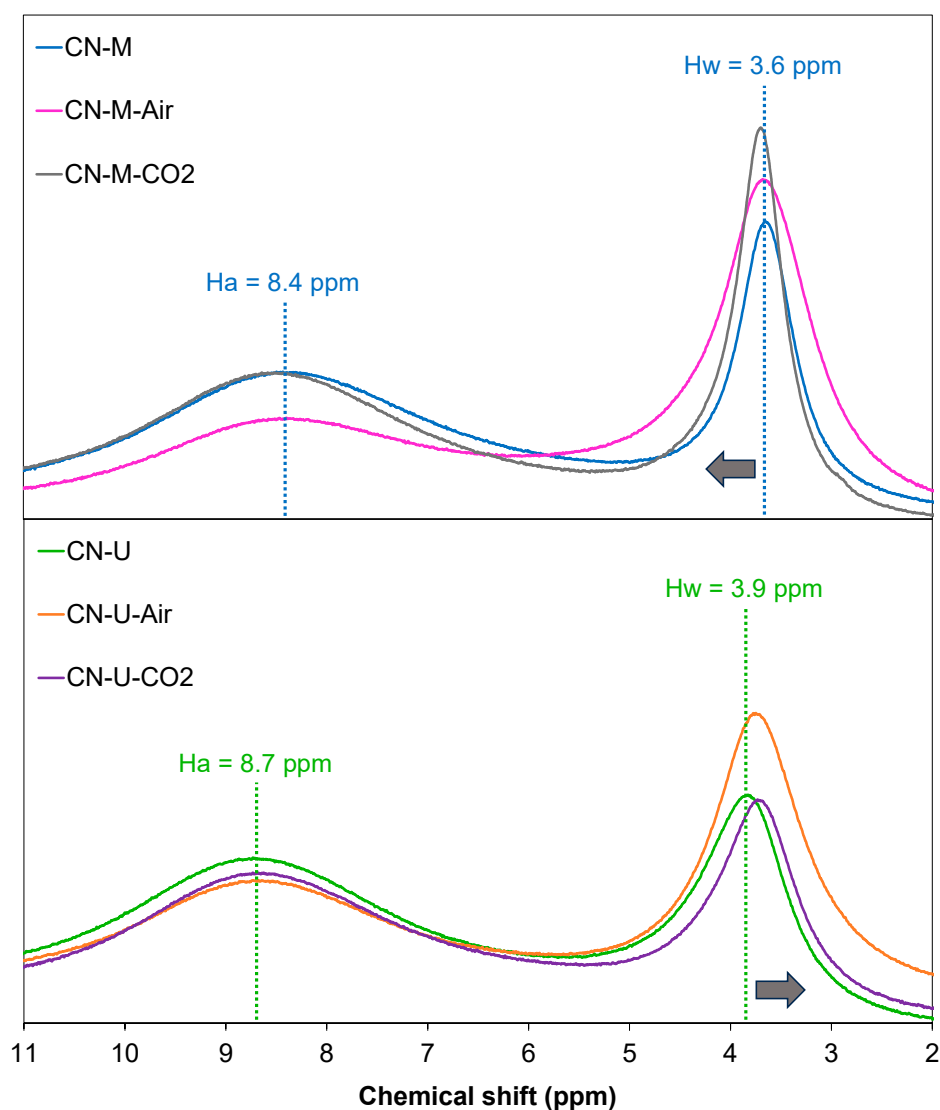 CN-M
CN-M-Air
CN-M-CO2
Hw = 3.6 ppm
Ha = 8.4 ppm
CN-U
CN-U-Air
CN-U-CO2
Hw = 3.9 ppm
Ha = 8.7 ppm
11 10 9 8 7 6 5 4 3 2
Chemical shift (ppm)